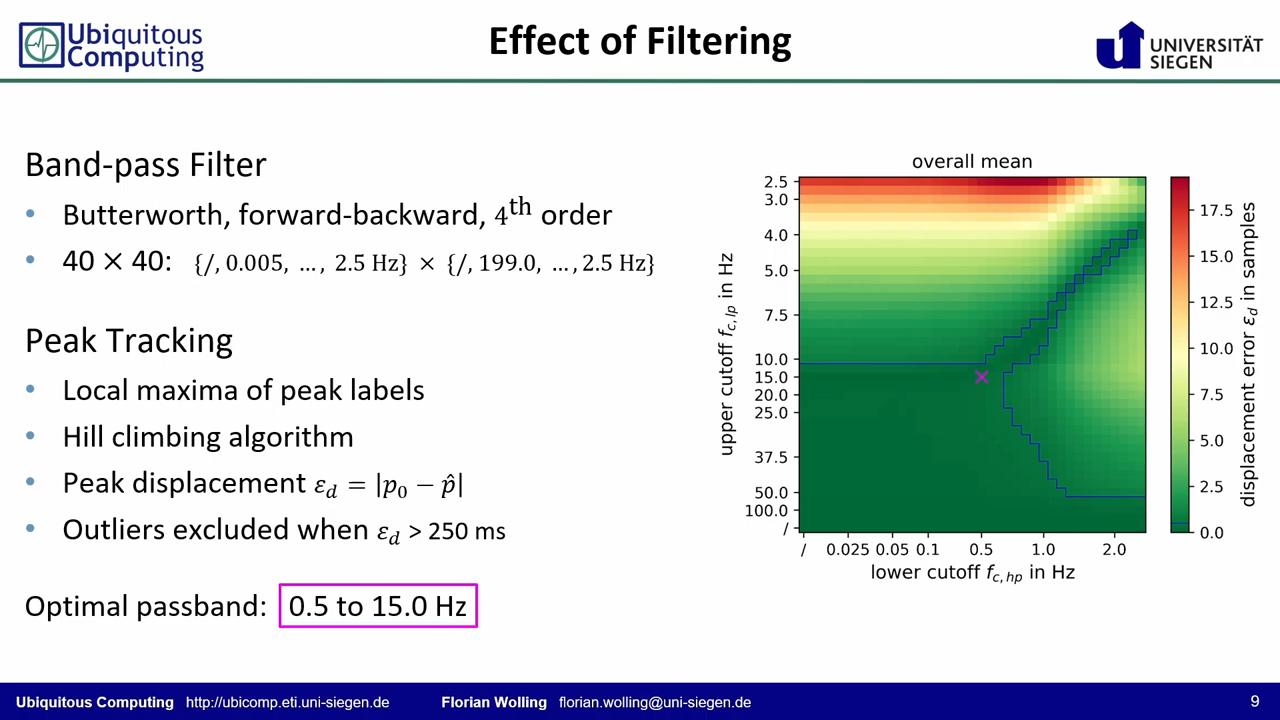 Ubiquitous
Computing
Effect of Filtering
UNIVERSITÄT
SIEGEN
Band-pass Filter
• Butterworth, forward-backward, 4th order
• 40 × 40: {/, 0.005, …, 2.5 Hz} × {/, 199.0, …, 2.5 Hz}
Peak Tracking
• Local maxima of peak labels
• Hill climbing algorithm
• Peak displacement εd = |p0 − p̂|
• Outliers excluded when εd > 250 ms
Optimal passband: 0.5 to 15.0 Hz
overall mean
upper cutoff fc,lp in Hz
2.5
3.0
4.0
5.0
7.5
10.0
15.0
20.0
25.0
37.5
50.0
100.0
/
/ 0.025 0.05 0.1 0.5 1.0 2.0
lower cutoff fc,hp in Hz
17.5
15.0
12.5
10.0
7.5
5.0
2.5
0.0
displacement error εd in samples
Ubiquitous Computing http://ubicomp.eti.uni-siegen.de Florian Wolling florian.wolling@uni-siegen.de 9